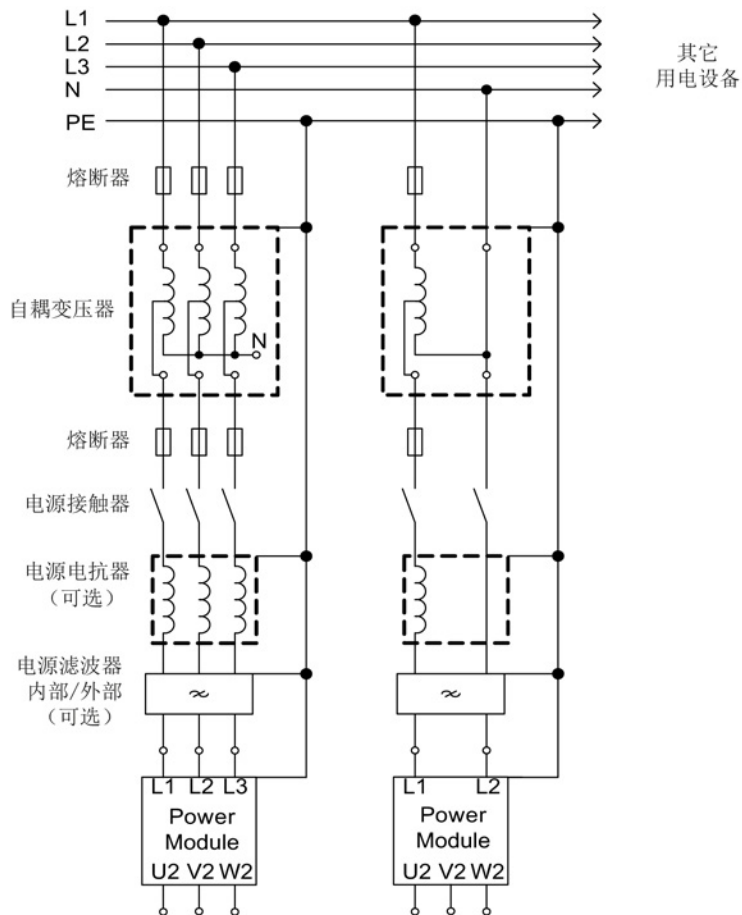 L1
L2
L3
N
PE
其它
用电设备
熔断器
自耦变压器
N
熔断器
电源接触器
电源电抗器
（可选）
电源滤波器
内部/外部
（可选）
≈
≈
L1 L2 L3
Power
Module
U2 V2 W2
L1 L2
Power
Module
U2 V2 W2